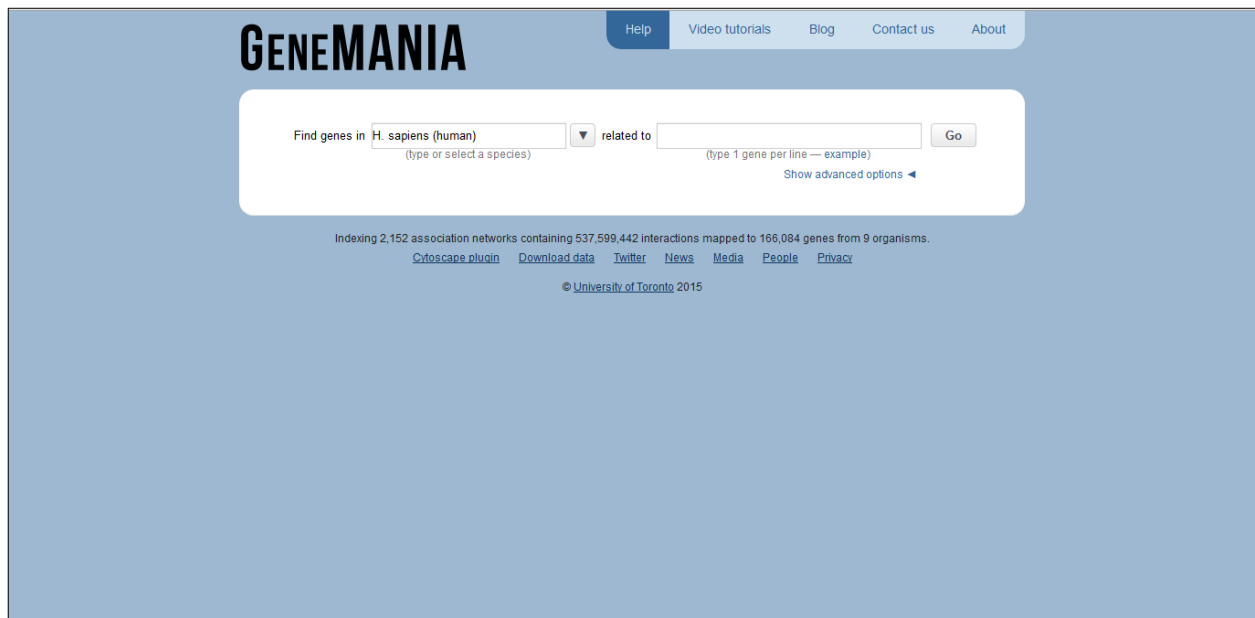 GENEMANIA
Help Video tutorials Blog Contact us About
Find genes in H. sapiens (human) ▼ related to Go
(type or select a species) (type 1 gene per line — example)
Show advanced options ◄
Indexing 2,152 association networks containing 537,599,442 interactions mapped to 166,084 genes from 9 organisms.
Cytoscape plugin Download data Twitter News Media People Privacy
© University of Toronto 2015